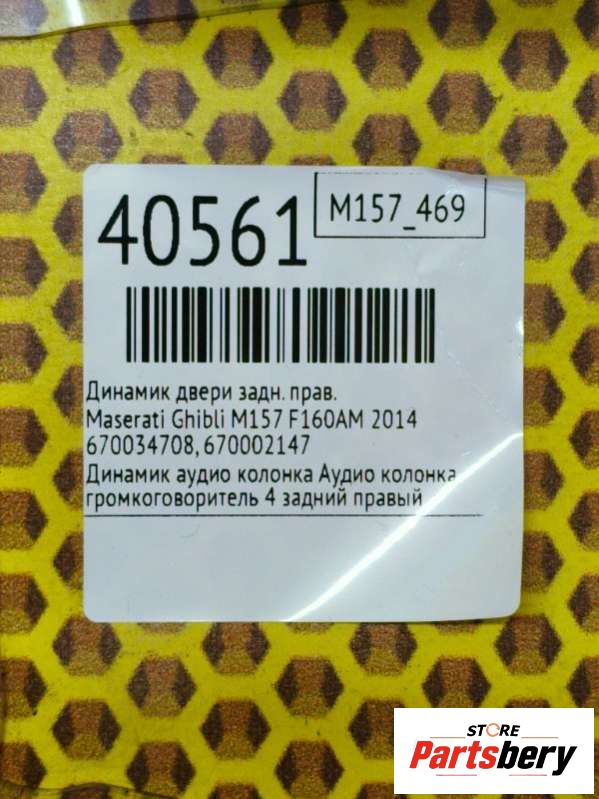 40561
M157_469
Динамик двери задн. прав.
Maserati Ghibli M157 F160AM 2014
670034708, 670002147
Динамик аудио колонка Аудио колонка
громкоговоритель 4 задний правый
STORE
Partsbery